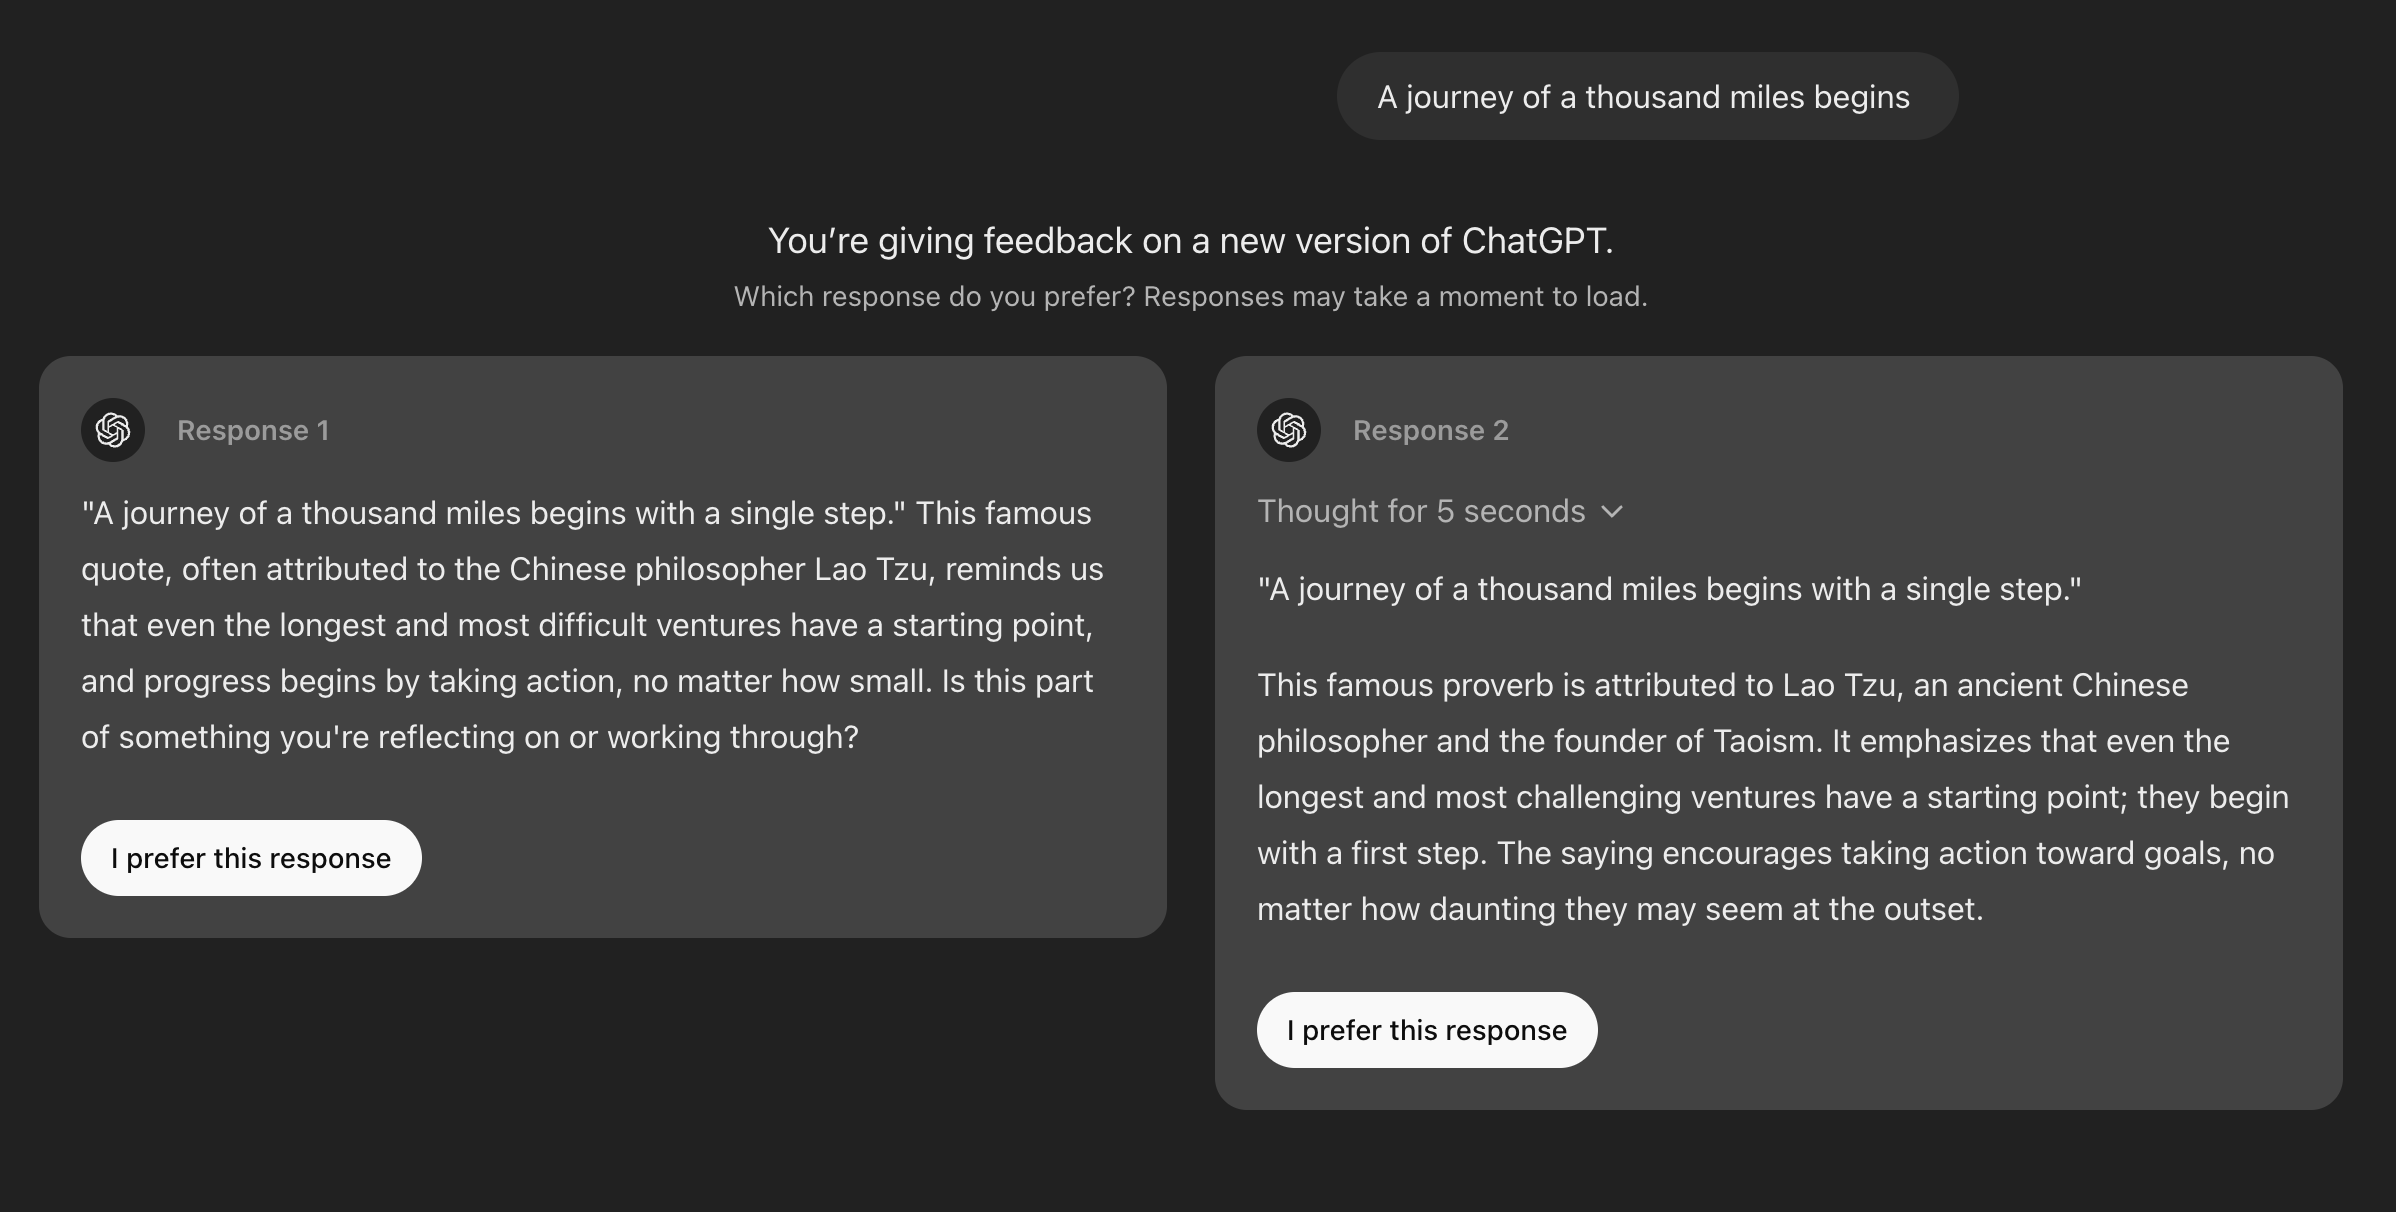 A journey of a thousand miles begins
You’re giving feedback on a new version of ChatGPT.
Which response do you prefer? Responses may take a moment to load.
Response 1
"A journey of a thousand miles begins with a single step." This famous
quote, often attributed to the Chinese philosopher Lao Tzu, reminds us
that even the longest and most difficult ventures have a starting point,
and progress begins by taking action, no matter how small. Is this part
of something you're reflecting on or working through?
I prefer this response
Response 2
Thought for 5 seconds
"A journey of a thousand miles begins with a single step."
This famous proverb is attributed to Lao Tzu, an ancient Chinese
philosopher and the founder of Taoism. It emphasizes that even the
longest and most challenging ventures have a starting point; they begin
with a first step. The saying encourages taking action toward goals, no
matter how daunting they may seem at the outset.
I prefer this response